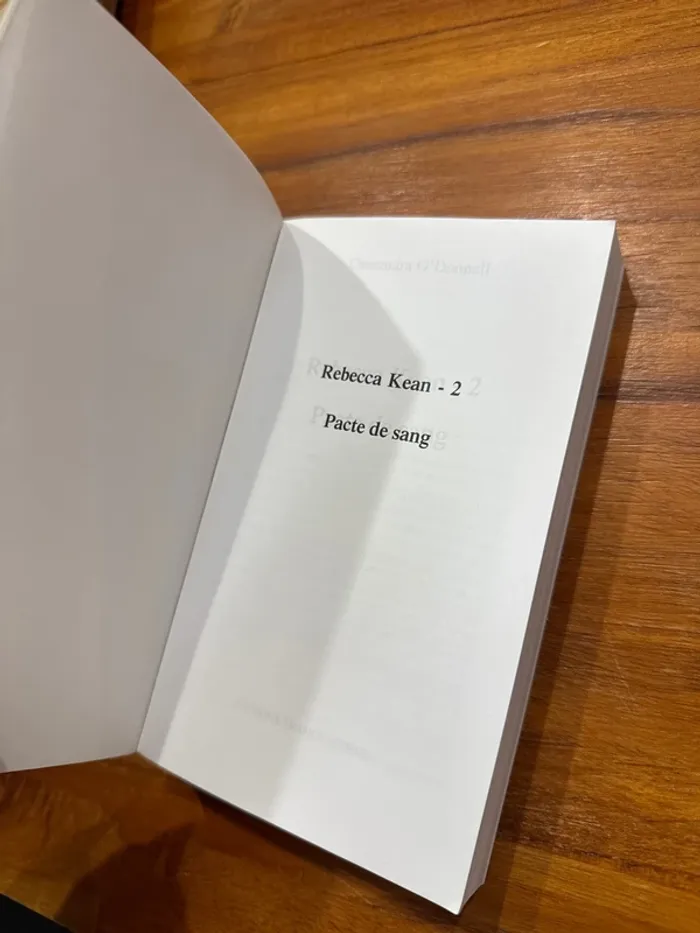 Rebecca Kean - 2
Pacte de sang